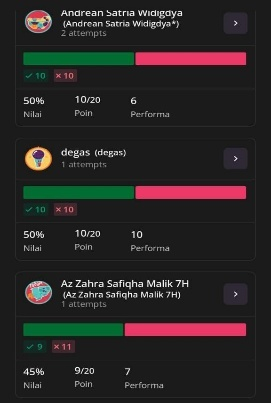 Andrean Satria Widigdya
(Andrean Satria Widigdya*)
2 attempts
✓ 10 × 10
50% 10/20 6
Nilai Poin Performa
degas (degas)
1 attempts
✓ 10 × 10
50% 10/20 10
Nilai Poin Performa
Az Zahra Safiqha Malik 7H
(Az Zahra Safiqha Malik 7H)
1 attempts
✓ 9 × 11
45% 9/20 7
Nilai Poin Performa